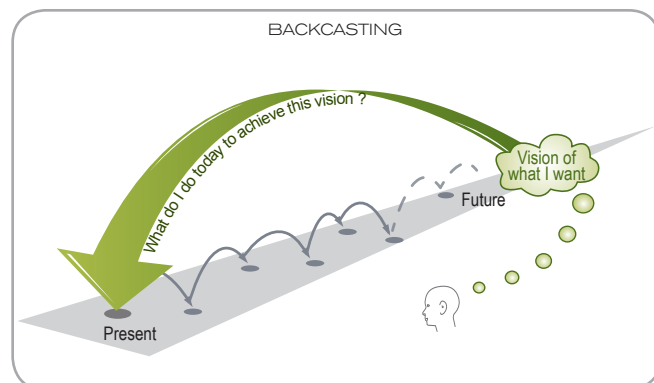 BACKCASTING
What do I do today to achieve this vision ?
Vision of
what I want
Future
Present